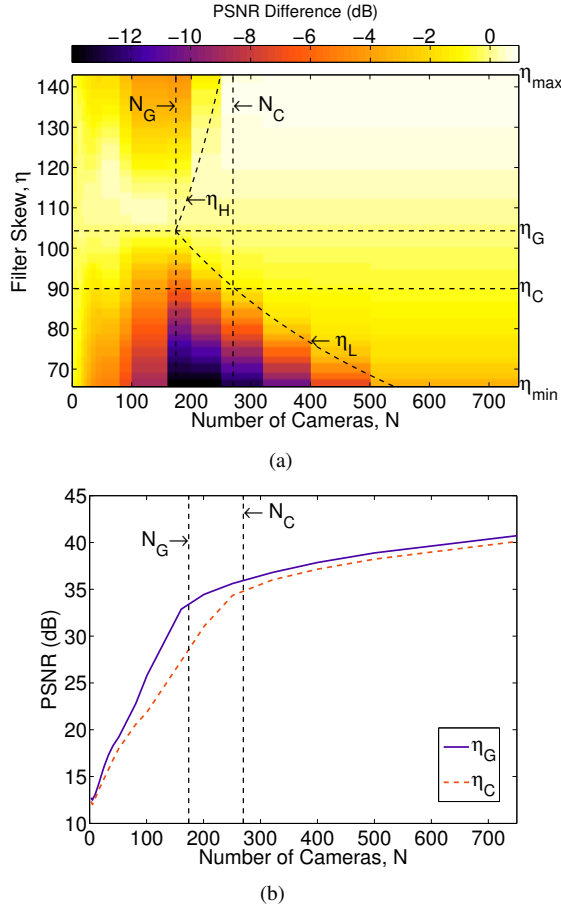 PSNR Difference (dB)
−12 −10 −8 −6 −4 −2 0
140
130
120
110
100
90
80
70
Filter Skew, η
N_G
N_C
η_H
η_L
η_max
η_G
η_C
η_min
0 100 200 300 400 500 600 700
Number of Cameras, N
(a)
45
40
35
30
25
20
15
10
PSNR (dB)
N_G
N_C
η_G
η_C
0 100 200 300 400 500 600 700
Number of Cameras, N
(b)